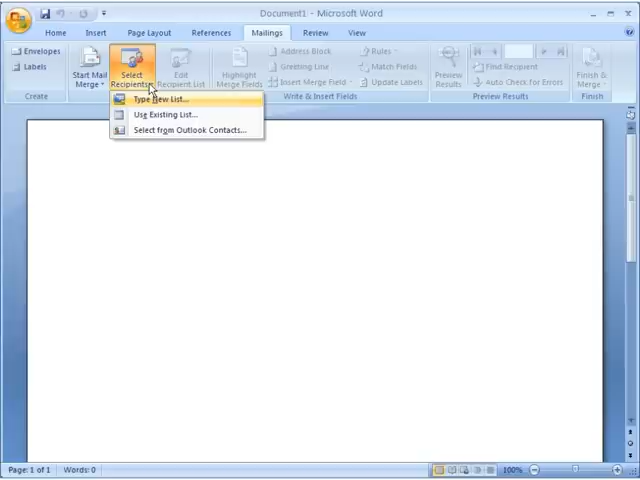 Document1 - Microsoft Word
Home Insert Page Layout References Mailings Review View
Envelopes
Labels
Create
Start Mail
Merge
Select
Recipients
Edit
Recipient List
Highlight
Merge Fields
Address Block
Greeting Line
Insert Merge Field
Rules
Match Fields
Update Labels
Write & Insert Fields
Preview
Results
Find Recipient
Auto Check for Errors
Preview Results
Finish &
Merge
Finish
Type New List...
Use Existing List...
Select from Outlook Contacts...
Page: 1 of 1 Words: 0 100%